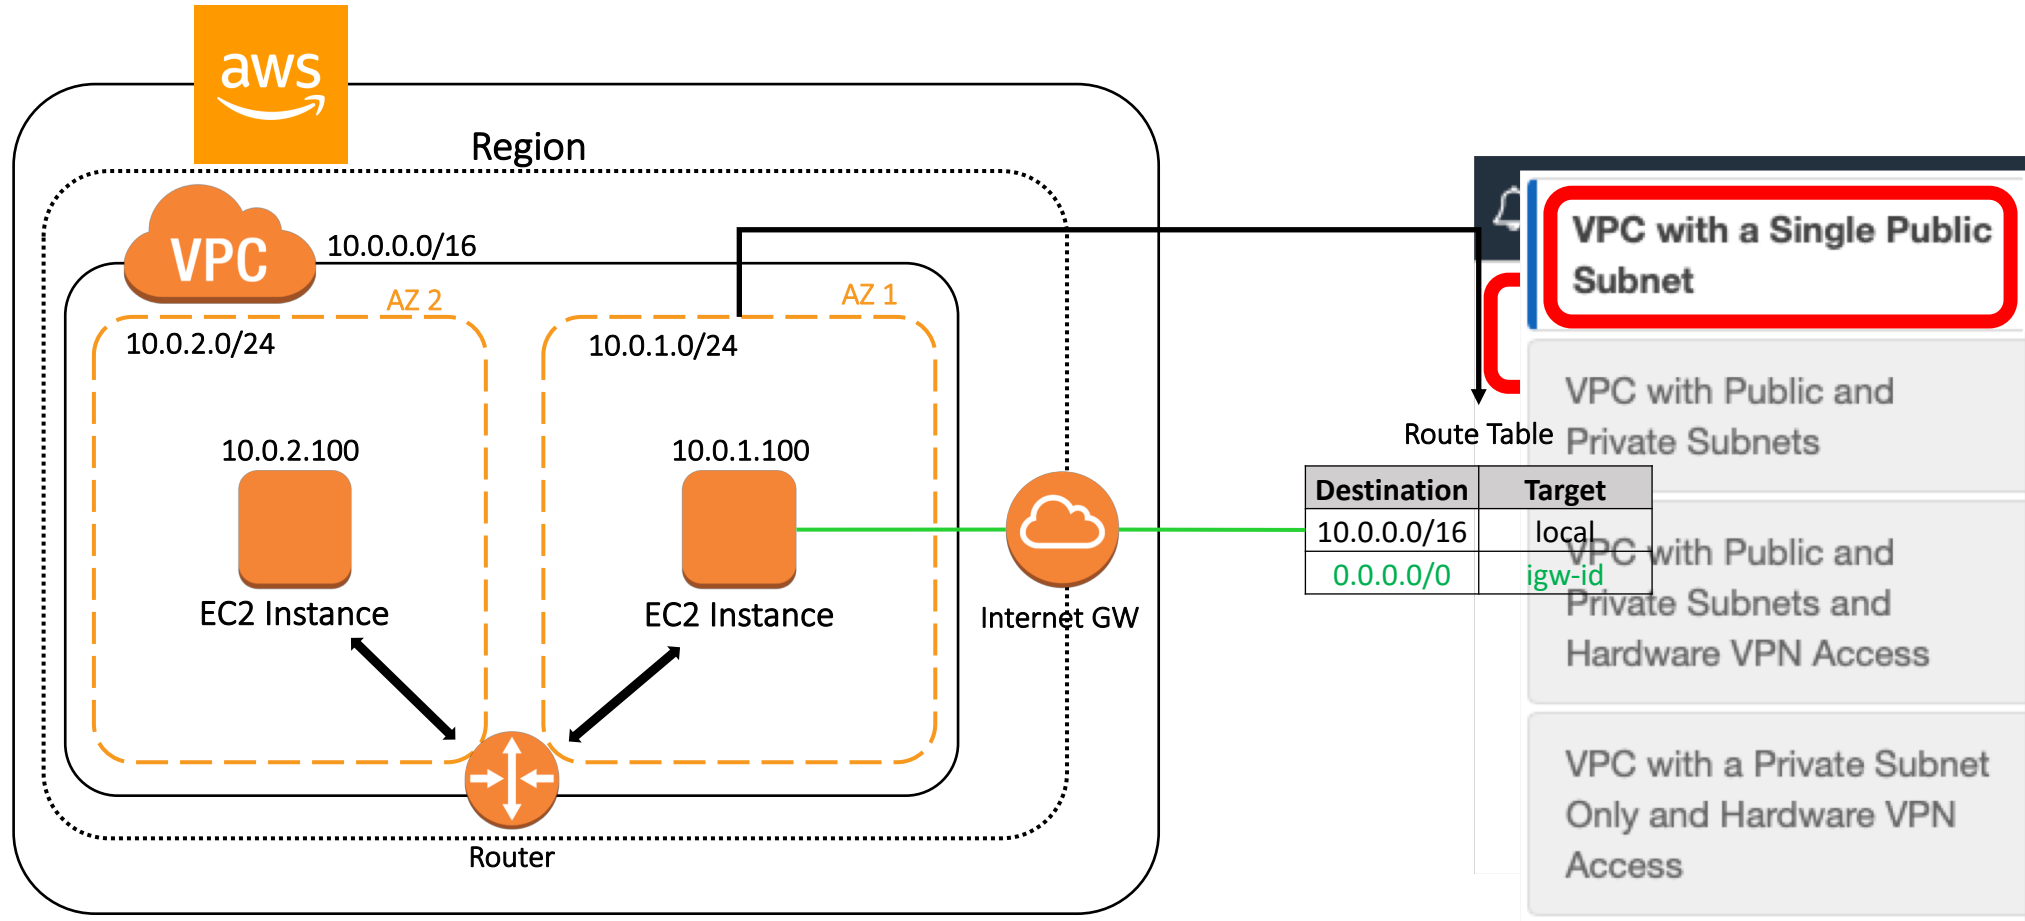 aws
Region
VPC
10.0.0.0/16
AZ 2
AZ 1
10.0.2.0/24
10.0.1.0/24
10.0.2.100
10.0.1.100
EC2 Instance
EC2 Instance
Internet GW
Router
Route Table
Destination Target
10.0.0.0/16 local
0.0.0.0/0 igw-id
VPC with a Single Public
Subnet
VPC with Public and
Private Subnets
VPC with Public and
Private Subnets and
Hardware VPN Access
VPC with a Private Subnet
Only and Hardware VPN
Access